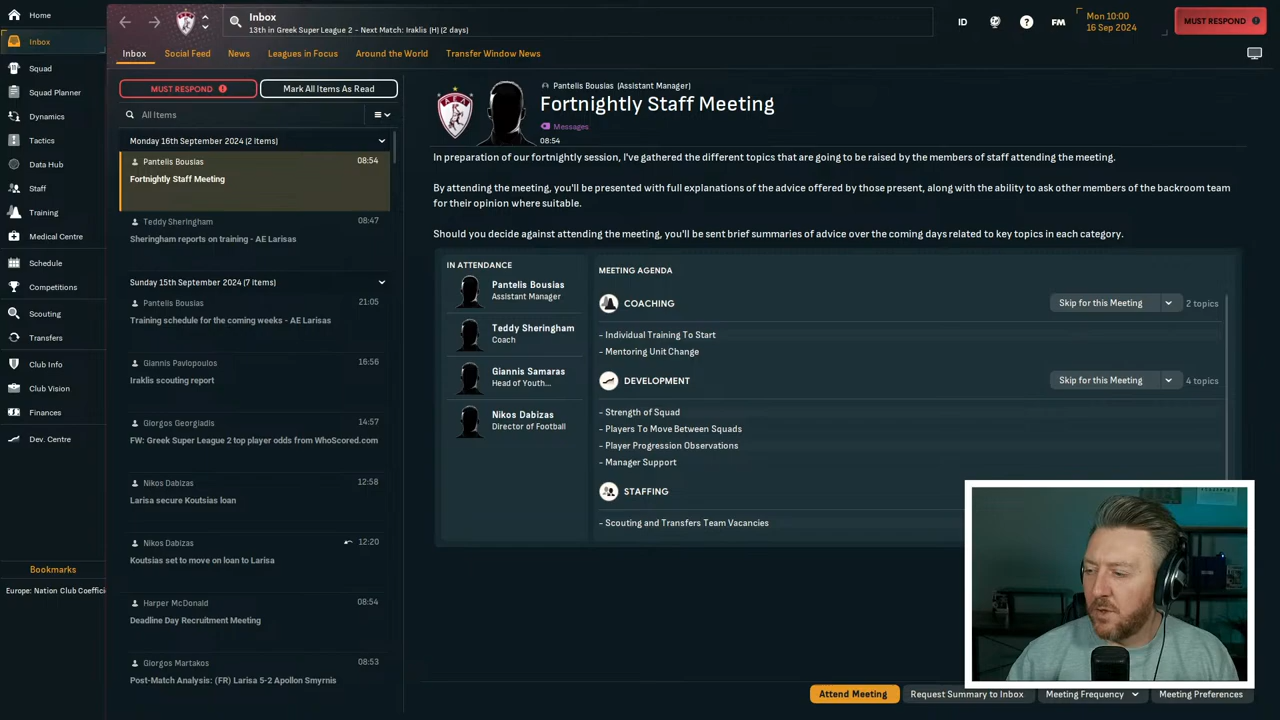 Home
Inbox
Squad
Squad Planner
Dynamics
Tactics
Data Hub
Staff
Training
Medical Centre
Schedule
Competitions
Scouting
Transfers
Club Info
Club Vision
Finances
Dev. Centre
Bookmarks
Europe: Nation Club Coeffici
Inbox
13th in Greek Super League 2 - Next Match: Iraklis (H) (2 days)
ID
FM
Mon 10:00
16 Sep 2024
MUST RESPOND
Inbox
Social Feed
News
Leagues in Focus
Around the World
Transfer Window News
MUST RESPOND
Mark All Items As Read
All Items
Monday 16th September 2024 (2 items)
Pantelis Bousias 08:54
Fortnightly Staff Meeting
Teddy Sheringham 08:47
Sheringham reports on training - AE Larisas
Sunday 15th September 2024 (7 items)
Pantelis Bousias 21:05
Training schedule for the coming weeks - AE Larisas
Giannis Pavlopoulos 16:56
Iraklis scouting report
Giorgos Georgiadis 14:57
FW: Greek Super League 2 top player odds from WhoScored.com
Nikos Dabizas 12:58
Larisa secure Koutsias loan
Nikos Dabizas 12:20
Koutsias set to move on loan to Larisa
Harper McDonald 08:54
Deadline Day Recruitment Meeting
Giorgos Martakos 08:53
Post-Match Analysis: (FR) Larisa 5-2 Apollon Smyrnis
Pantelis Bousias (Assistant Manager)
Fortnightly Staff Meeting
Messages
08:54
In preparation of our fortnightly session, I've gathered the different topics that are going to be raised by the members of staff attending the meeting.
By attending the meeting, you'll be presented with full explanations of the advice offered by those present, along with the ability to ask other members of the backroom team
for their opinion where suitable.
Should you decide against attending the meeting, you'll be sent brief summaries of advice over the coming days related to key topics in each category.
IN ATTENDANCE
Pantelis Bousias
Assistant Manager
Teddy Sheringham
Coach
Giannis Samaras
Head of Youth...
Nikos Dabizas
Director of Football
MEETING AGENDA
COACHING Skip for this Meeting 2 topics
- Individual Training To Start
- Mentoring Unit Change
DEVELOPMENT Skip for this Meeting 4 topics
- Strength of Squad
- Players To Move Between Squads
- Player Progression Observations
- Manager Support
STAFFING
- Scouting and Transfers Team Vacancies
Attend Meeting
Request Summary to Inbox
Meeting Frequency
Meeting Preferences